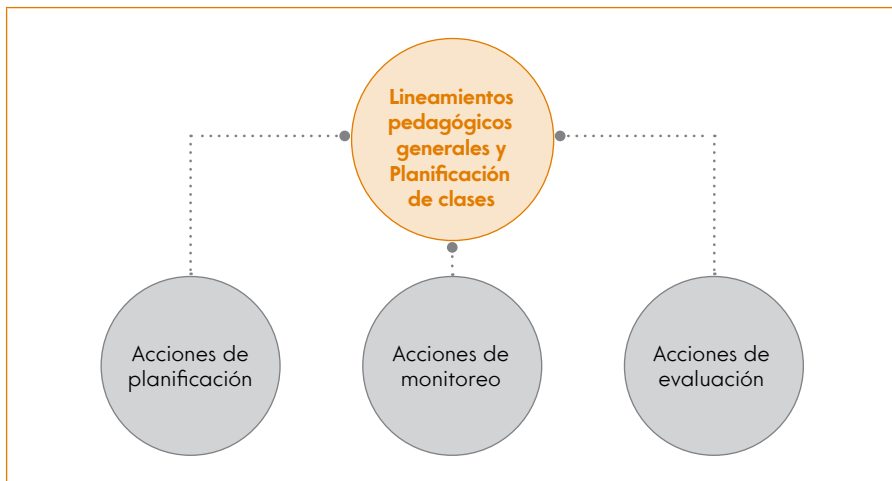 Lineamientos
pedagógicos
generales y
Planificación
de clases
Acciones de
planificación
Acciones de
monitoreo
Acciones de
evaluación